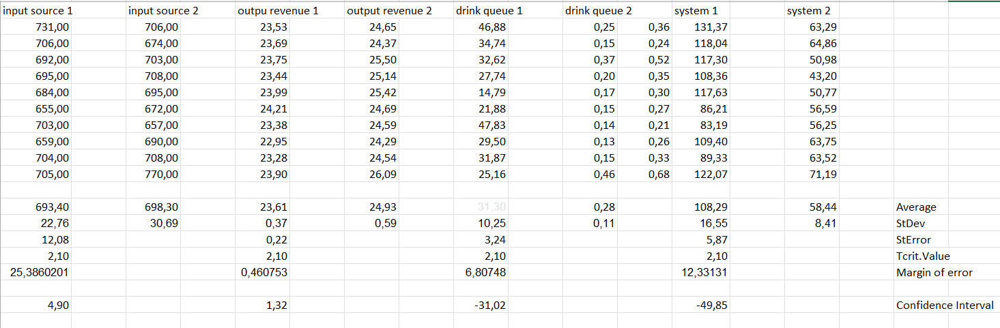 input source 1 input source 2 outpu revenue 1 output revenue 2 drink queue 1 drink queue 2 system 1 system 2
731,00 706,00 23,53 24,65 46,88 0,25 0,36 131,37 63,29
706,00 674,00 23,69 24,37 34,74 0,15 0,24 118,04 64,86
692,00 703,00 23,75 25,50 32,62 0,37 0,52 117,30 50,98
695,00 708,00 23,44 25,14 27,74 0,20 0,35 108,36 43,20
684,00 695,00 23,99 25,42 14,79 0,17 0,30 117,63 50,77
655,00 672,00 24,21 24,69 21,88 0,15 0,27 86,21 56,59
703,00 657,00 23,38 24,59 47,83 0,14 0,21 83,19 56,25
659,00 690,00 22,95 24,29 29,50 0,13 0,26 109,40 63,75
704,00 708,00 23,28 24,54 31,87 0,15 0,33 89,33 63,52
705,00 770,00 23,90 26,09 25,16 0,46 0,68 122,07 71,19
693,40 698,30 23,61 24,93 31,30 0,28 108,29 58,44 Average
22,76 30,69 0,37 0,59 10,25 0,11 16,55 8,41 StDev
12,08 0,22 3,24 5,87 StError
2,10 2,10 2,10 2,10 Tcrit.Value
25,3860201 0,460753 6,80748 12,33131 Margin of error
4,90 1,32 -31,02 -49,85 Confidence Interval